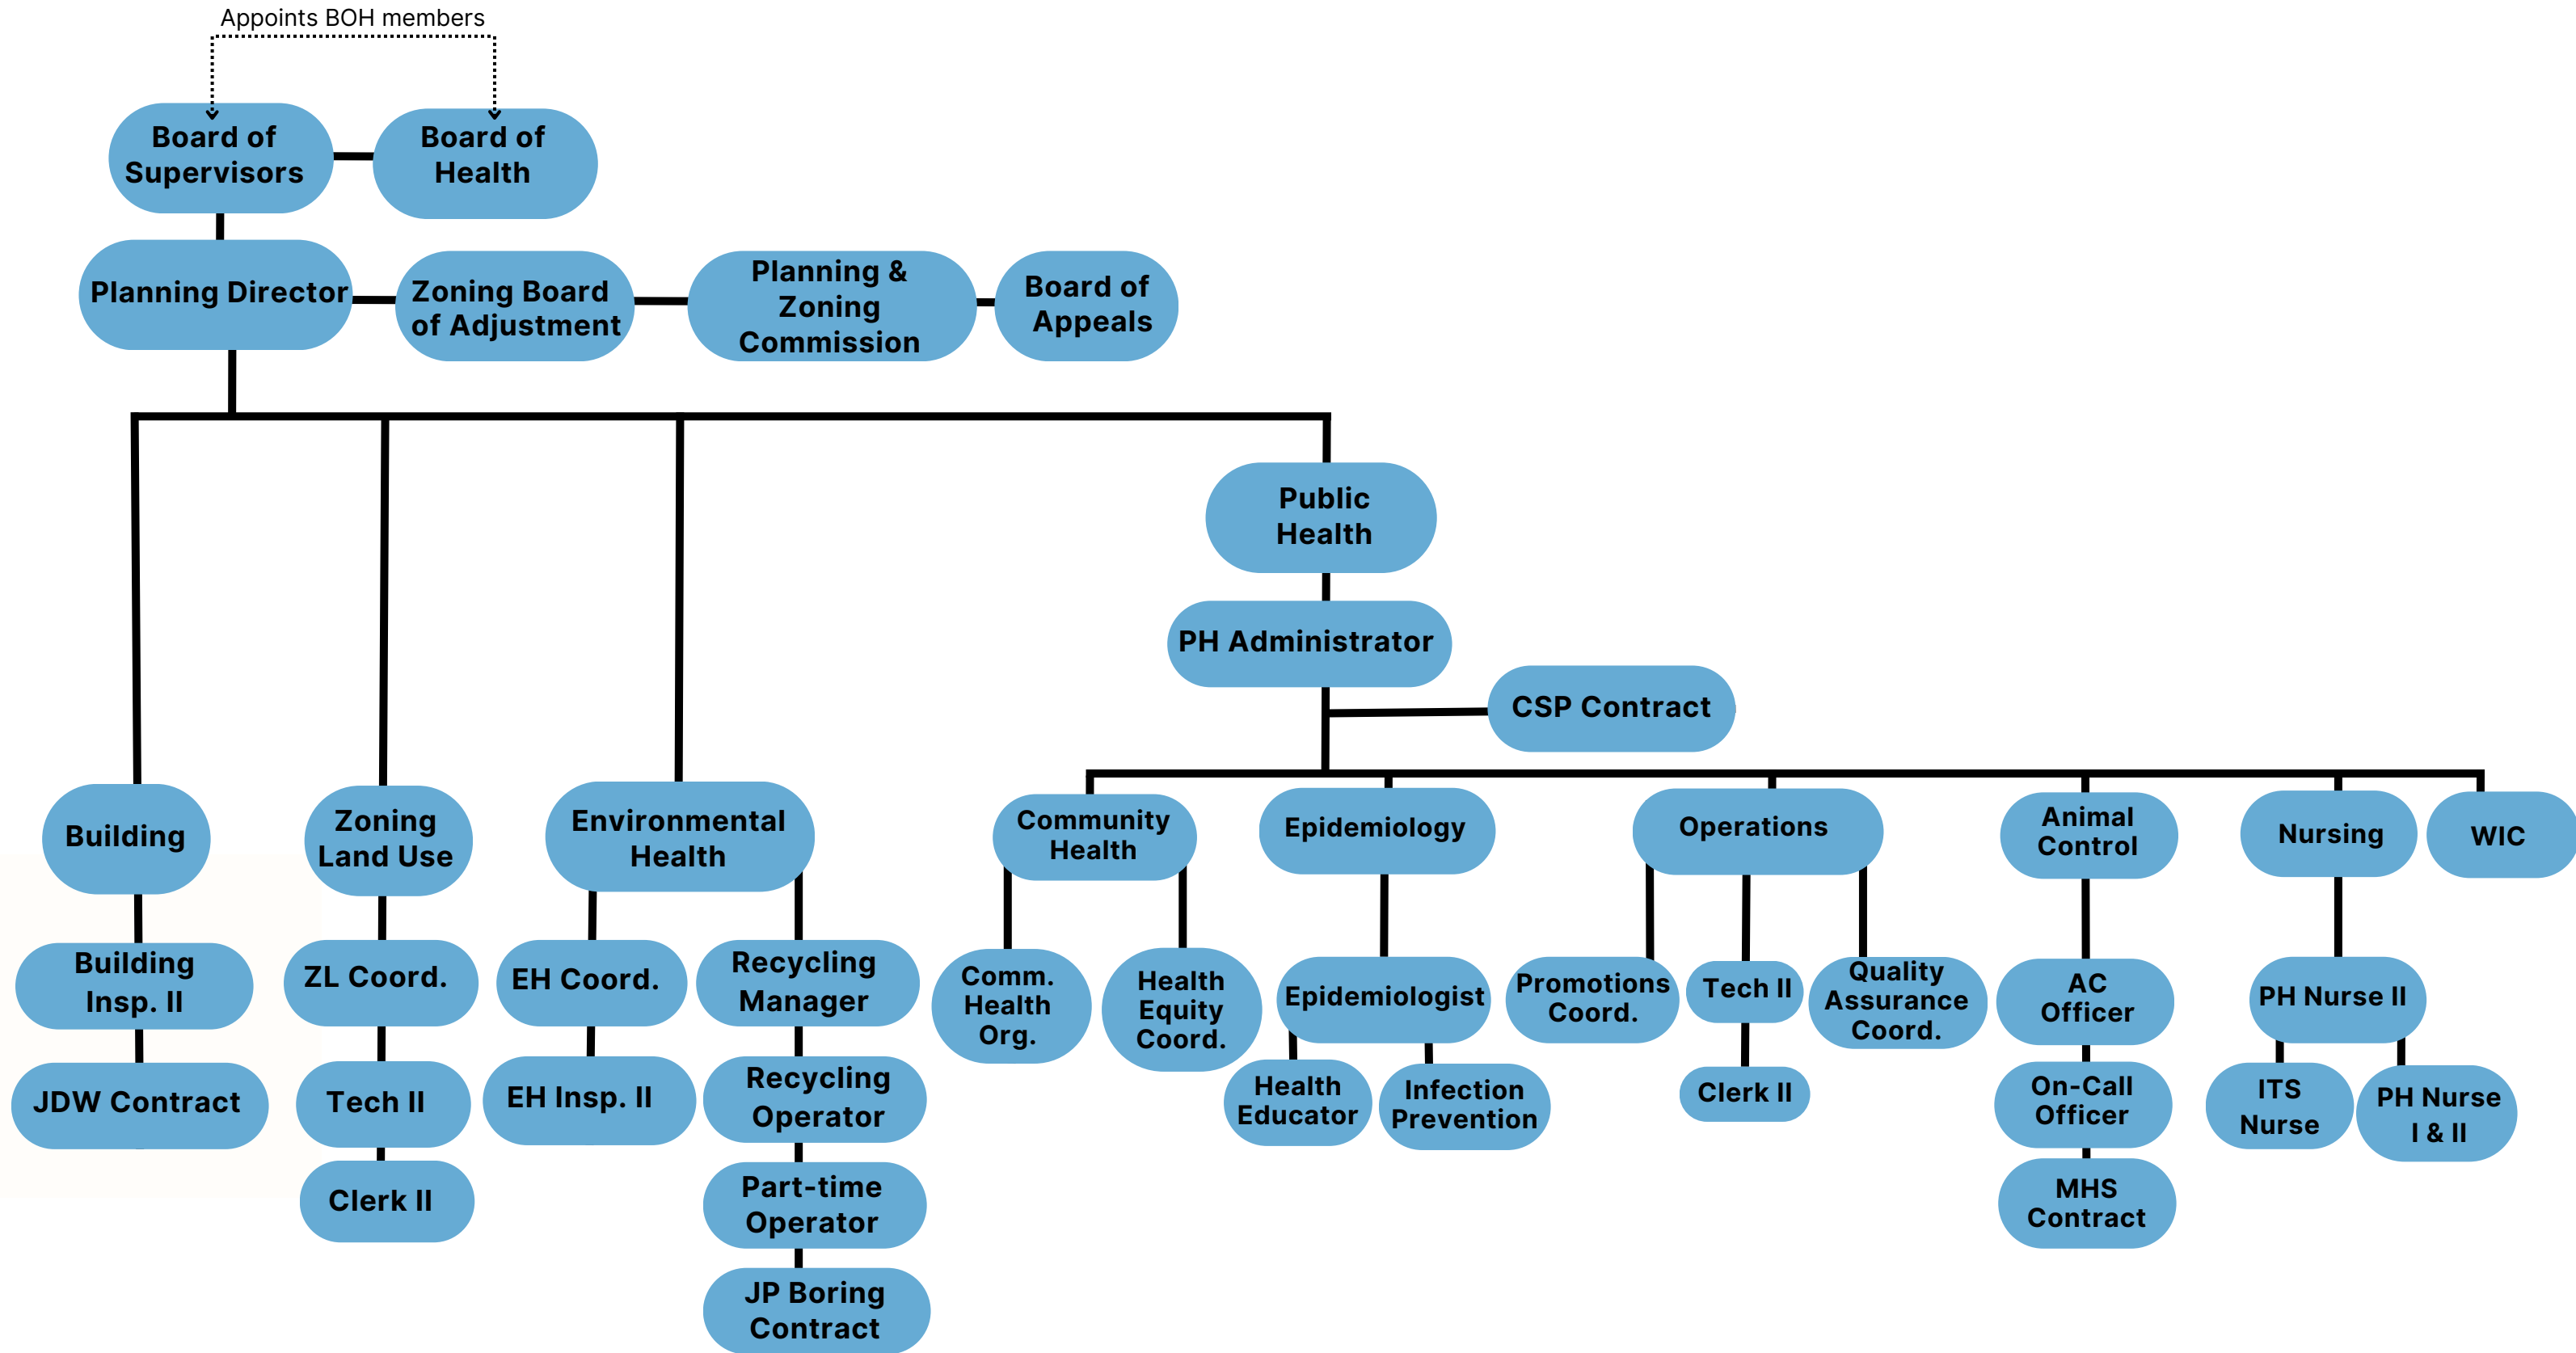 Appoints BOH members
Board of
Supervisors
Board of
Health
Planning Director
Zoning Board
of Adjustment
Planning &
Zoning
Commission
Board of
Appeals
Public
Health
PH Administrator
CSP Contract
Building
Zoning
Land Use
Environmental
Health
Community
Health
Epidemiology
Operations
Animal
Control
Nursing
WIC
Building
Insp. II
ZL Coord.
EH Coord.
Recycling
Manager
Comm.
Health
Org.
Health
Equity
Coord.
Epidemiologist
Promotions
Coord.
Tech II
Quality
Assurance
Coord.
AC
Officer
PH Nurse II
JDW Contract
Tech II
EH Insp. II
Recycling
Operator
Health
Educator
Infection
Prevention
Clerk II
On-Call
Officer
ITS
Nurse
PH Nurse
I & II
Clerk II
Part-time
Operator
MHS
Contract
JP Boring
Contract